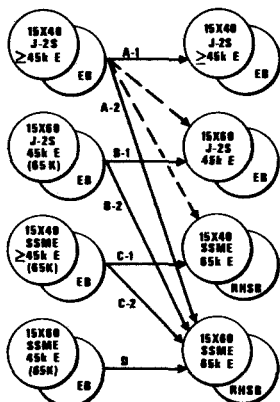 15X40
J-2S
≥ 45k E
EB
A-1
15X40
J-2S
≥ 45k E
EB
A-2
15X60
J-2S
45k E
(65K)
EB
B-1
15X60
J-2S
45k E
EB
B-2
15X40
SSME
≥ 45k E
(65K)
EB
C-1
15X40
SSME
65k E
RHSB
C-2
15X60
SSME
45k E
(65K)
EB
D
15X60
SSME
65k E
RHSB